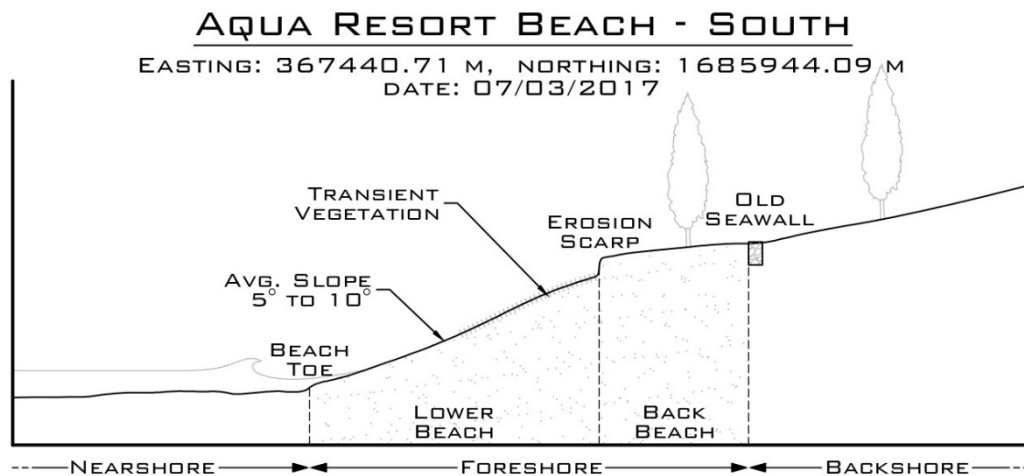 AQUA RESORT BEACH - SOUTH
EASTING: 367440.71 M, NORTHING: 1685944.09 M
DATE: 07/03/2017
TRANSIENT
VEGETATION
EROSION
SCARP
OLD
SEAWALL
AVG. SLOPE
5° TO 10°
BEACH
TOE
LOWER
BEACH
BACK
BEACH
NEARSHORE
FORESHORE
BACKSHORE